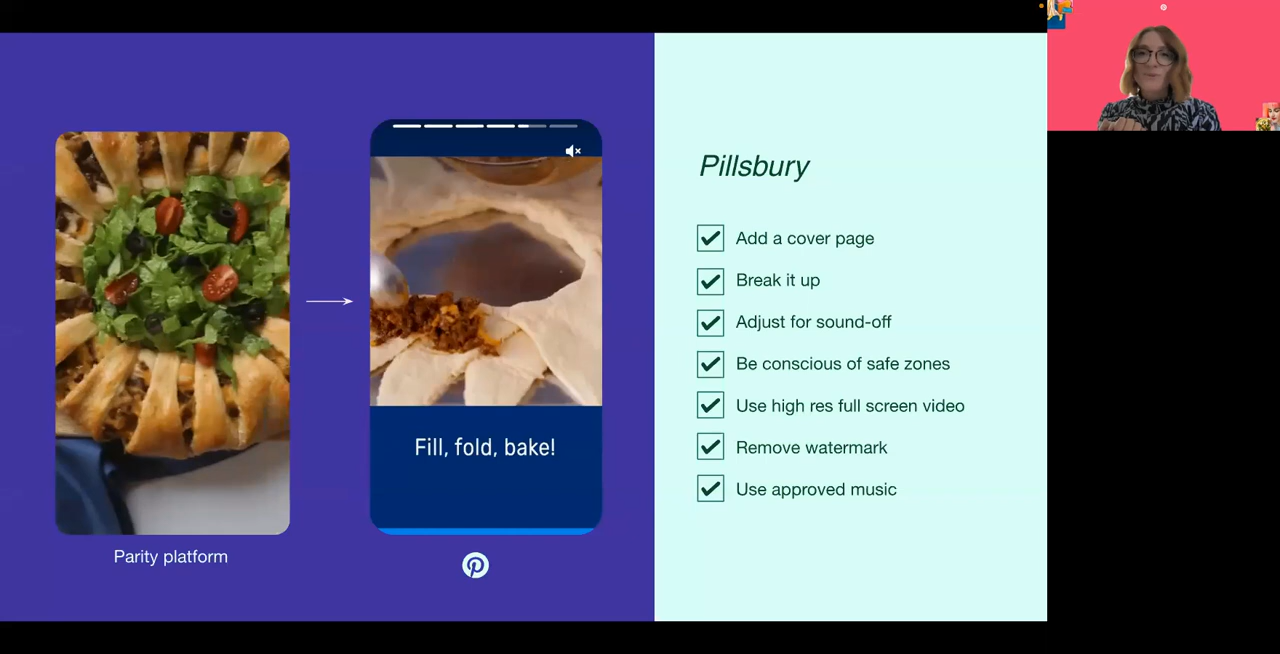 Pillsbury
Add a cover page
Break it up
Adjust for sound-off
Be conscious of safe zones
Use high res full screen video
Remove watermark
Use approved music
Fill, fold, bake!
Parity platform